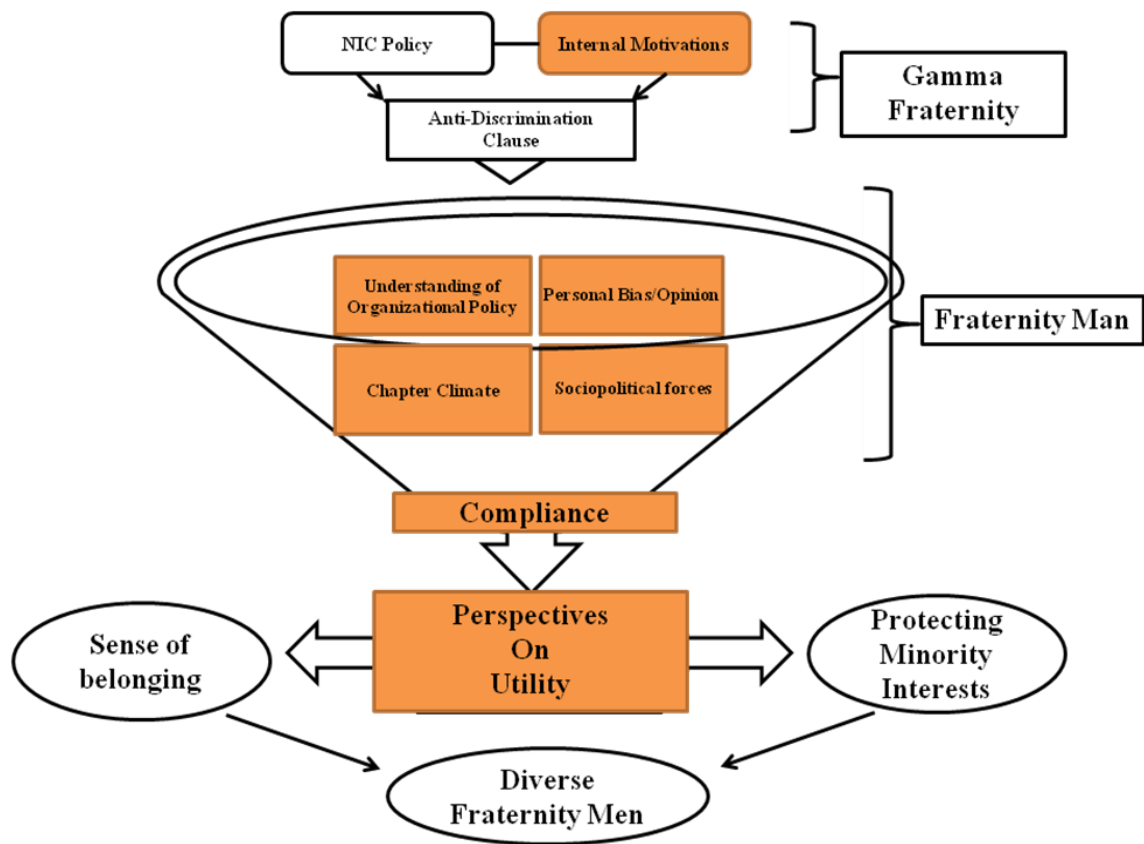 NIC Policy
Internal Motivations
Gamma
Fraternity
Anti-Discrimination
Clause
Understanding of
Organizational Policy
Personal Bias/Opinion
Fraternity Man
Chapter Climate
Sociopolitical forces
Compliance
Perspectives
On
Utility
Sense of
belonging
Protecting
Minority
Interests
Diverse
Fraternity Men